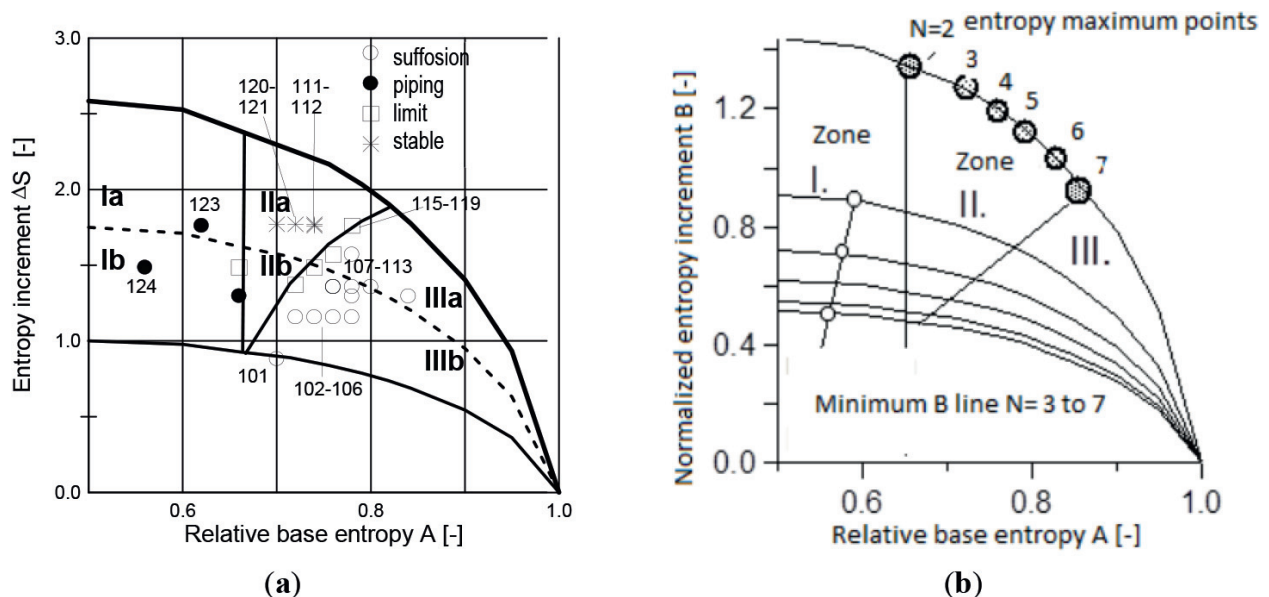 3.0
2.0
1.0
0.0
0.6
0.8
1.0
Entropy increment ΔS [-]
Relative base entropy A [-]
suffosion
piping
limit
stable
120-
121
111-
112
Ia
123
IIa
115-119
Ib
124
IIb
107-113
IIIa
IIIb
101
102-106
(a)
N=2
entropy maximum points
3
4
5
6
7
1.2
0.8
0.4
0.0
0.6
0.8
1.0
Normalized entropy increment B [-]
Zone
I.
Zone
II.
III.
Minimum B line N= 3 to 7
Relative base entropy A [-]
(b)